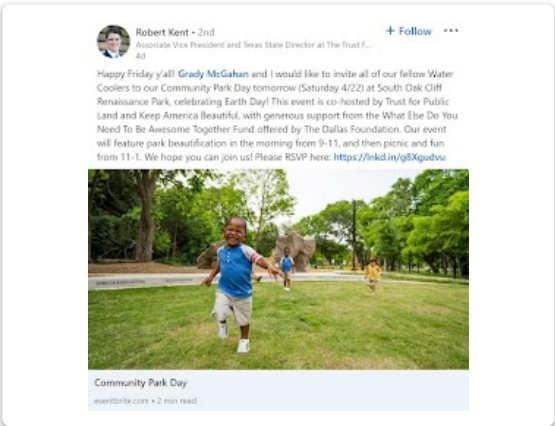 Robert Kent • 2nd
+ Follow •••
Associate Vice President and Texas State Director at The Trust f...
4d
Happy Friday y'all! Grady McGahan and I would like to invite all of our fellow Water
Coolers to our Community Park Day tomorrow (Saturday 4/22) at South Oak Cliff
Renaissance Park, celebrating Earth Day! This event is co-hosted by Trust for Public
Land and Keep America Beautiful, with generous support from the What Else Do You
Need To Be Awesome Together Fund offered by The Dallas Foundation. Our event
will feature park beautification in the morning from 9-11, and then picnic and fun
from 11-1. We hope you can join us! Please RSVP here: https://lnkd.in/g8Xgudvu
Community Park Day
eventbrite.com • 2 min read